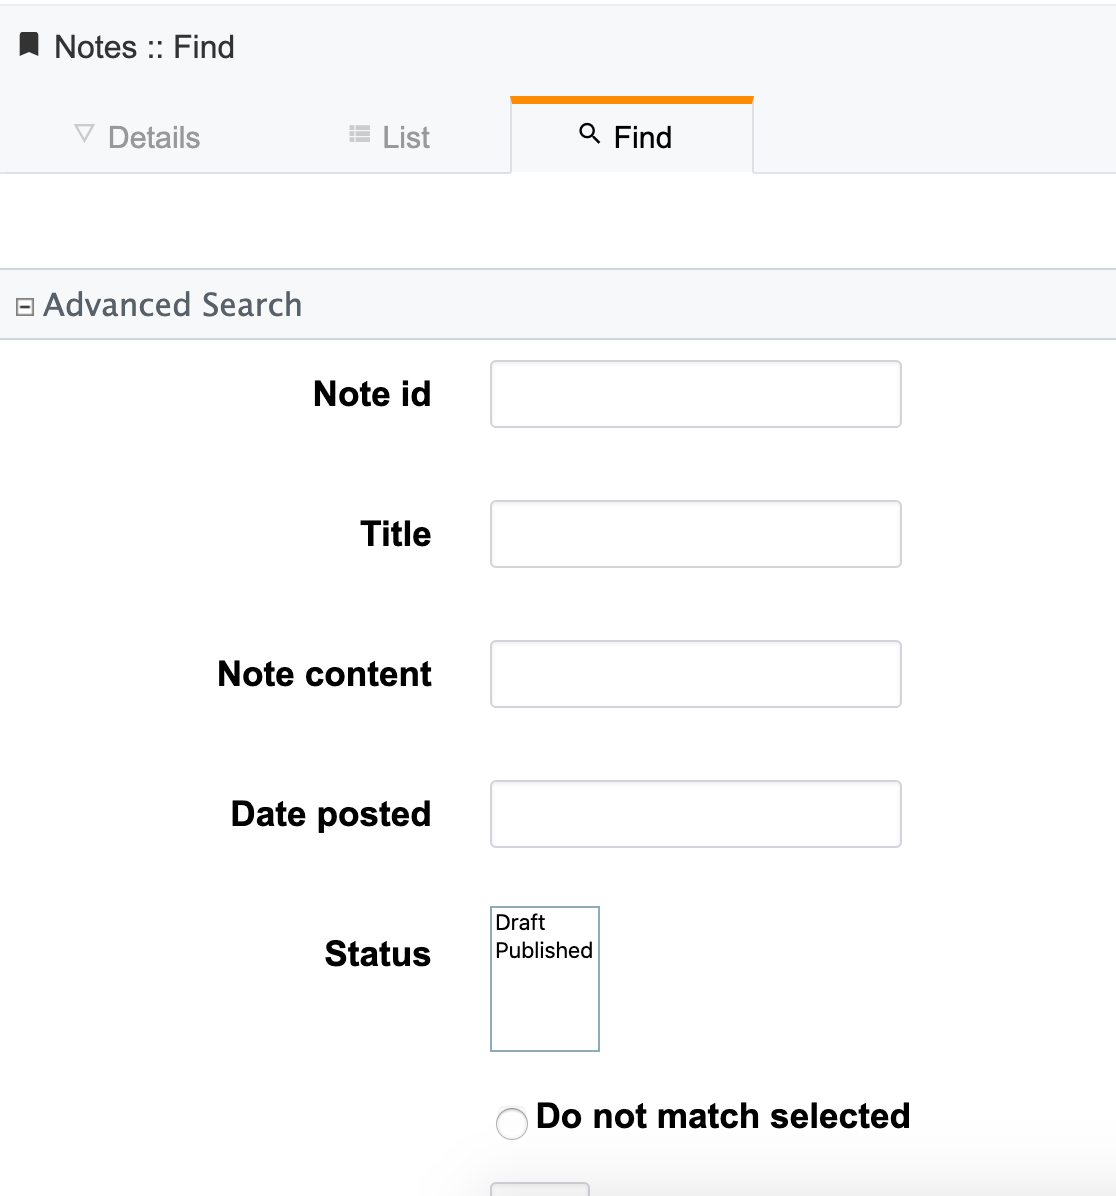 Notes :: Find
Details List Find
Advanced Search
Note id
Title
Note content
Date posted
Status
Draft
Published
Do not match selected